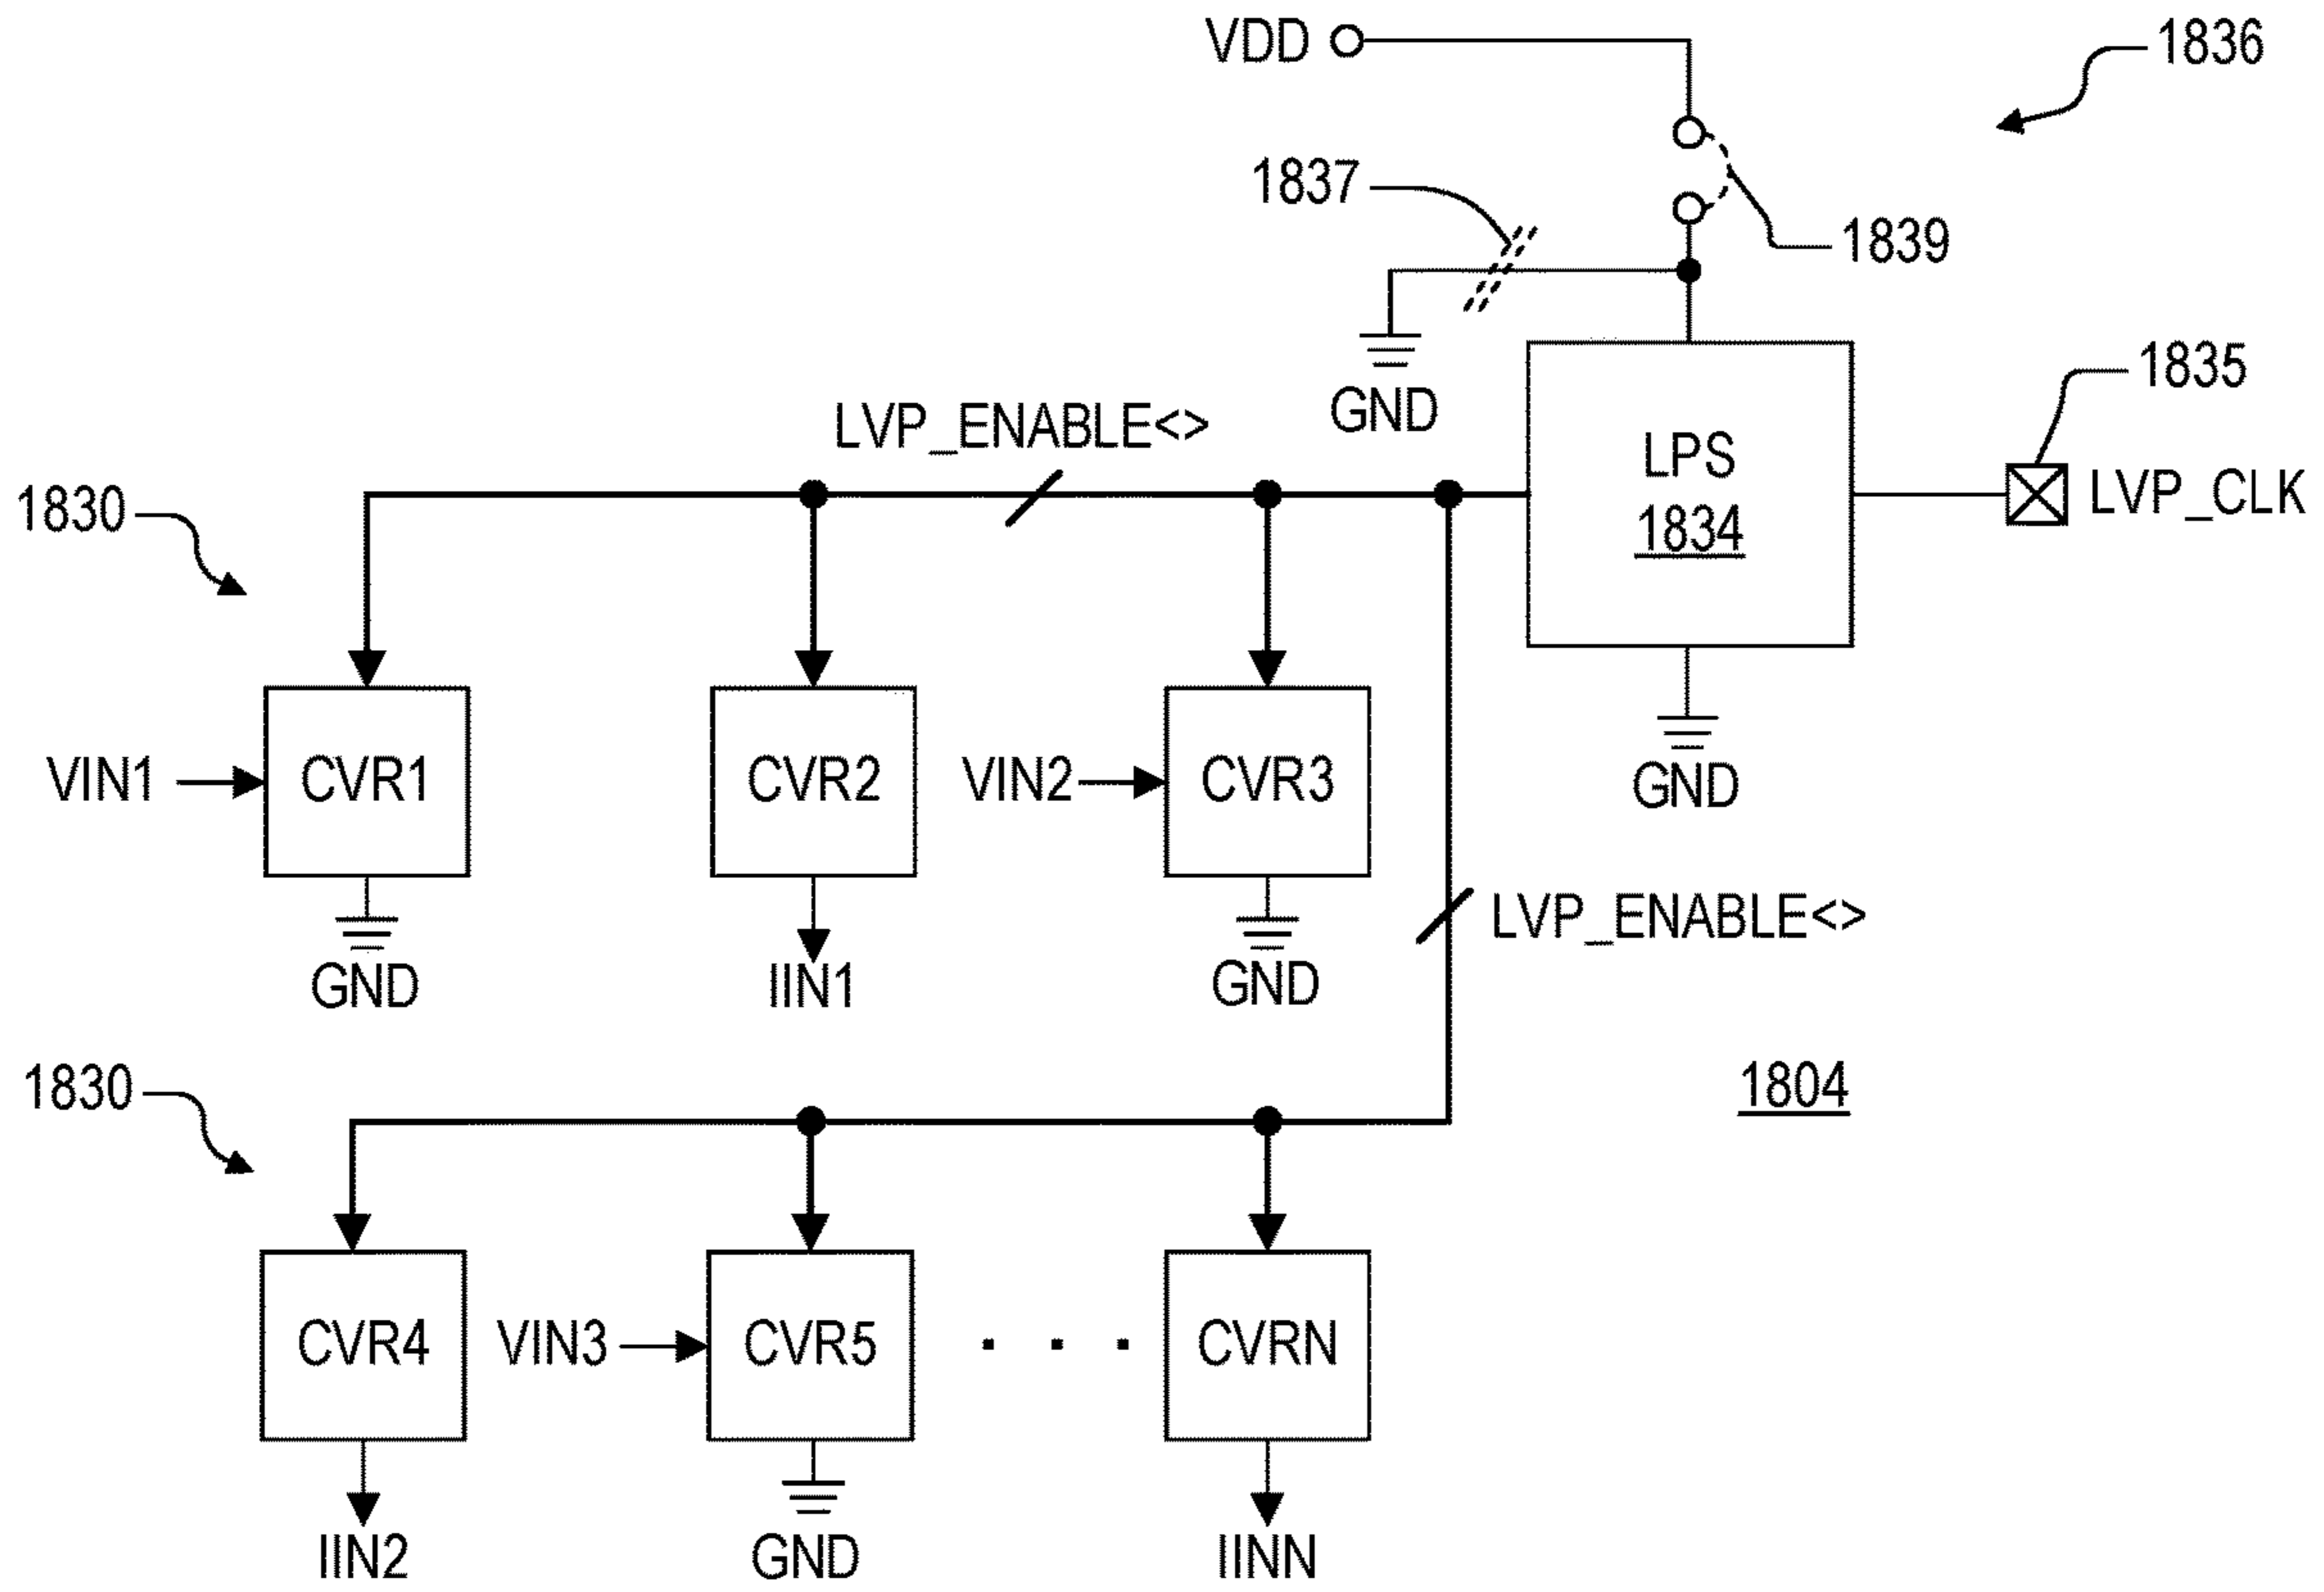 VDD
1836
1837
1839
GND
1835
LVP_ENABLE<>
LPS
1834
LVP_CLK
1830
VIN1
CVR1
CVR2
VIN2
CVR3
GND
GND
IIN1
GND
LVP_ENABLE<>
1830
1804
CVR4
VIN3
CVR5
. . .
CVRN
IIN2
GND
IINN